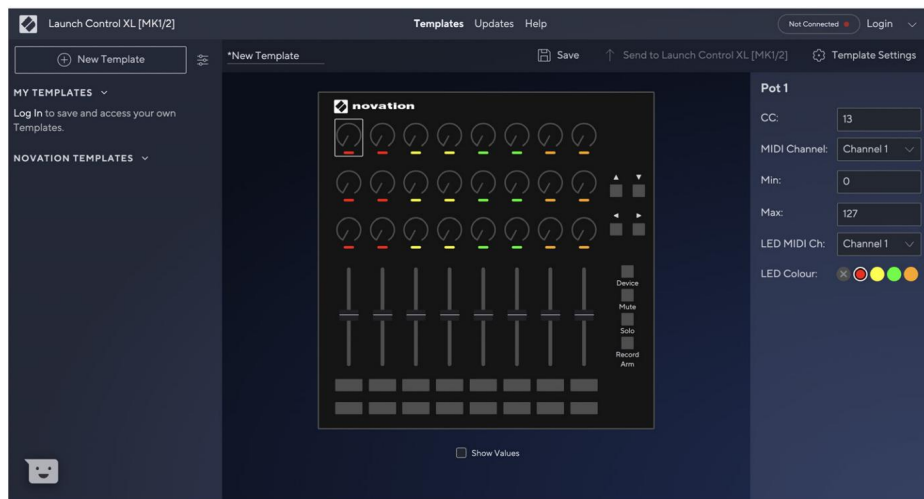 Launch Control XL [MK1/2]
Templates Updates Help
Not Connected
Login
New Template
*New Template
Save
Send to Launch Control XL [MK1/2]
Template Settings
MY TEMPLATES
Log In to save and access your own
Templates.
NOVATION TEMPLATES
novation
Device
Mute
Solo
Record
Arm
Show Values
Pot 1
CC: 13
MIDI Channel: Channel 1
Min: 0
Max: 127
LED MIDI Ch: Channel 1
LED Colour: